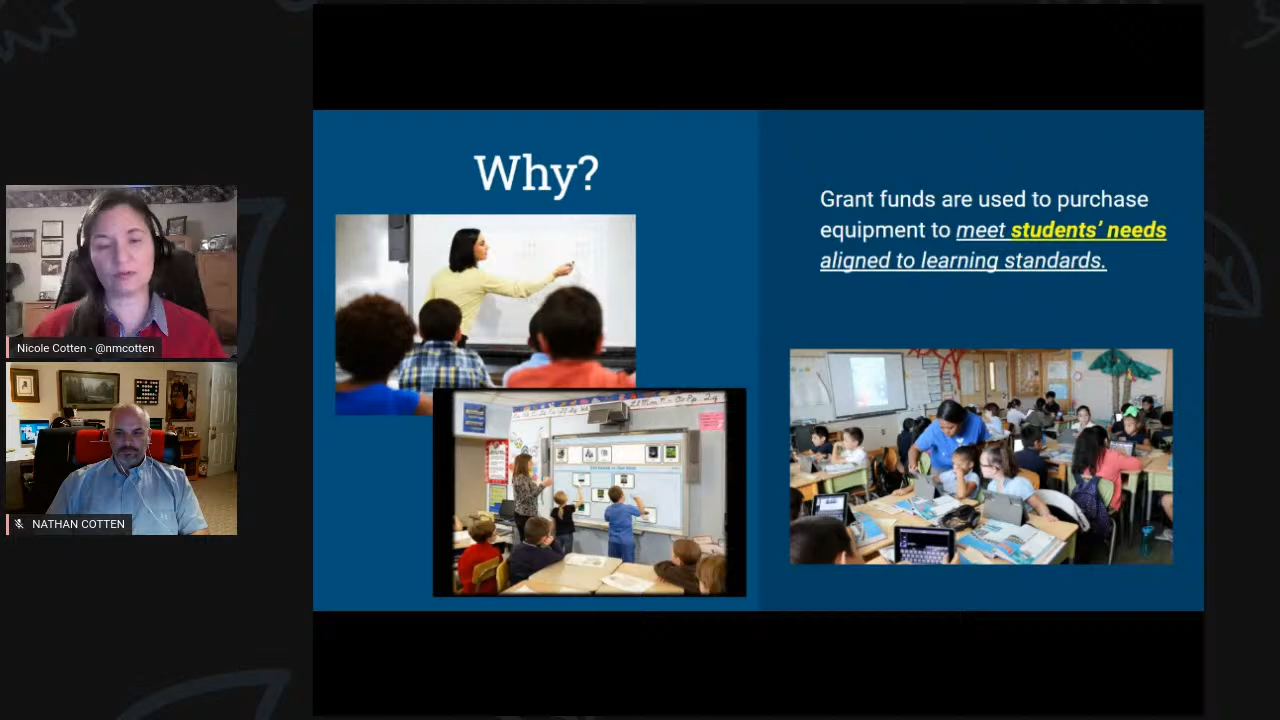 Why?
Grant funds are used to purchase
equipment to meet students’ needs
aligned to learning standards.
Nicole Cotten - @nmcotten
NATHAN COTTEN